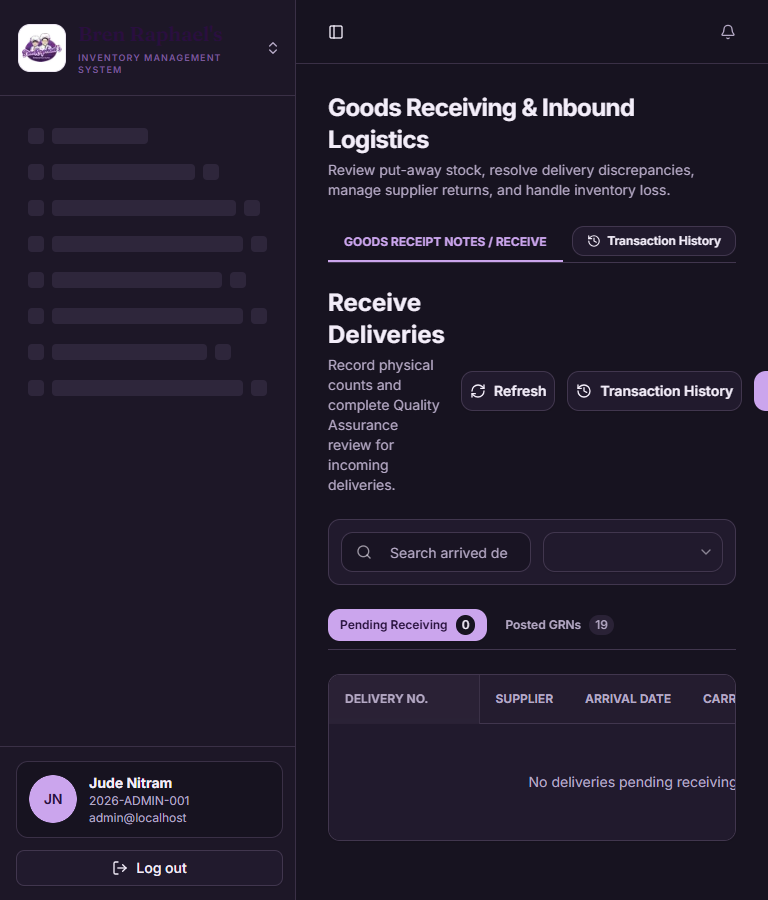 INVENTORY MANAGEMENT
SYSTEM
Goods Receiving & Inbound
Logistics
Review put-away stock, resolve delivery discrepancies,
manage supplier returns, and handle inventory loss.
GOODS RECEIPT NOTES / RECEIVE
Transaction History
Receive
Deliveries
Record physical
counts and
complete Quality
Assurance
review for
incoming
deliveries.
Refresh
Transaction History
Search arrived de
Pending Receiving 0
Posted GRNs 19
DELIVERY NO. SUPPLIER ARRIVAL DATE CARR
No deliveries pending receiving
JN
Jude Nitram
2026-ADMIN-001
admin@localhost
Log out